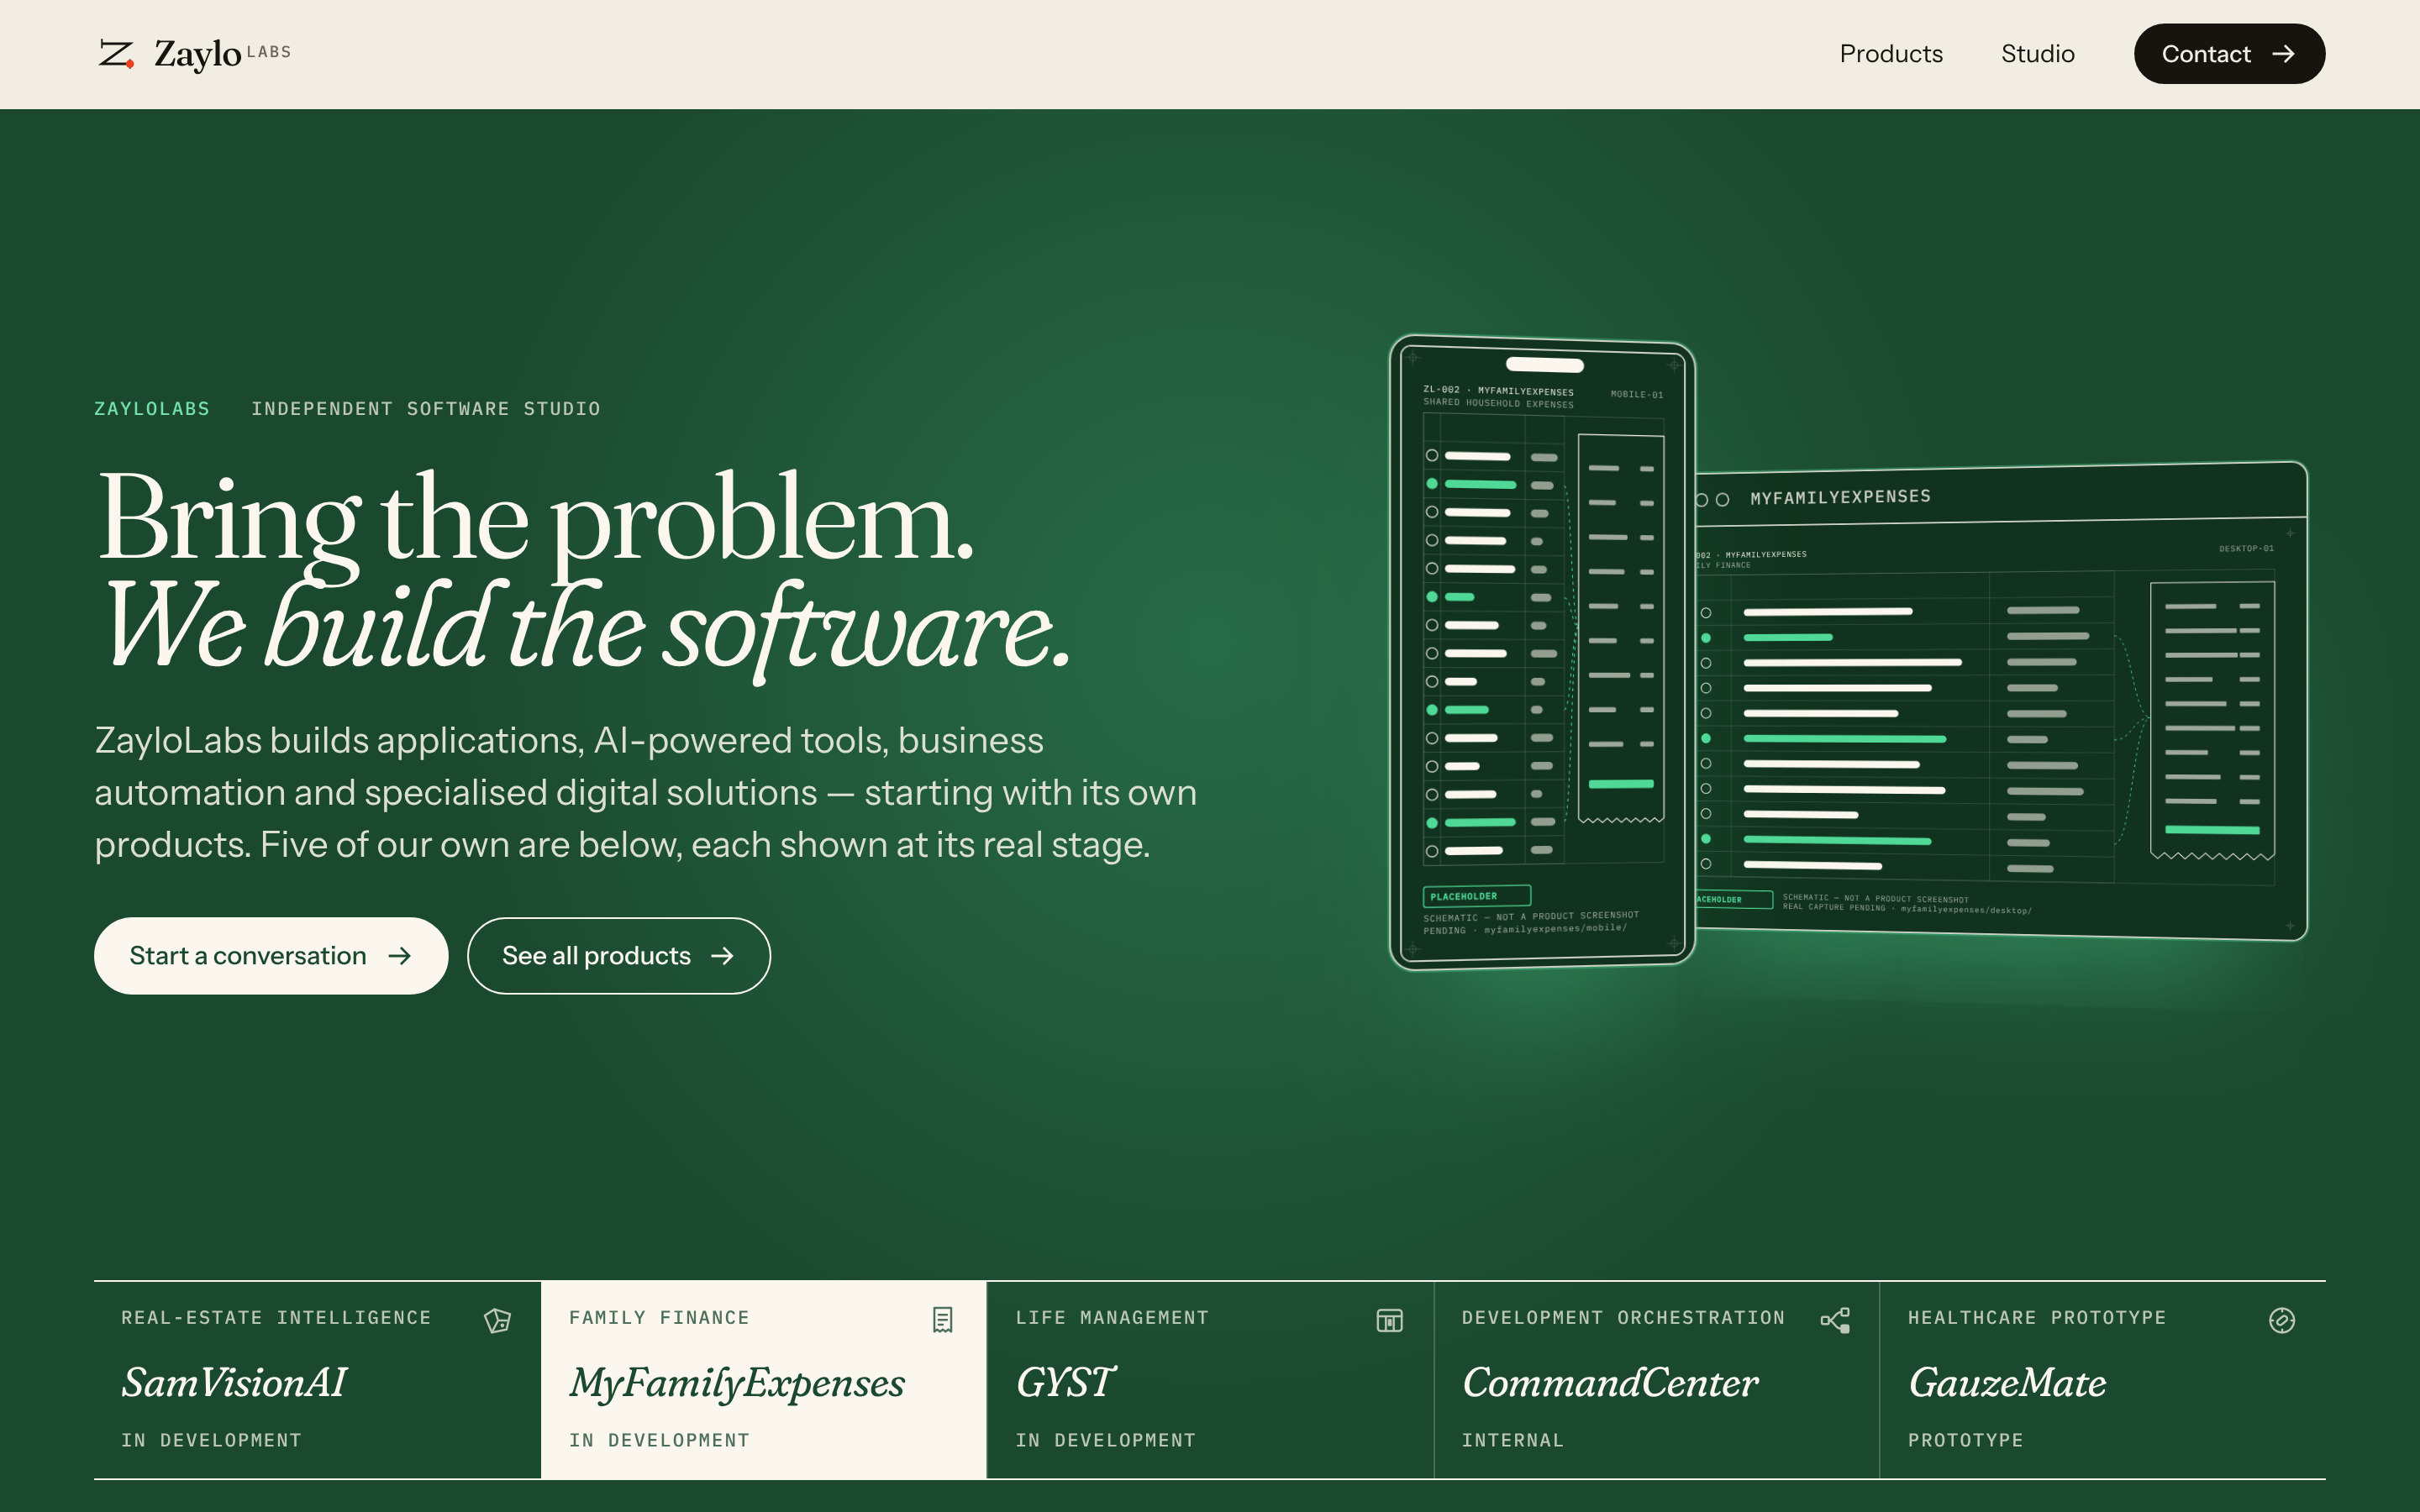 Zaylo LABS
Products
Studio
Contact
ZAYLOLABS INDEPENDENT SOFTWARE STUDIO
Bring the problem.
We build the software.
ZayloLabs builds applications, AI-powered tools, business
automation and specialised digital solutions — starting with its own
products. Five of our own are below, each shown at its real stage.
Start a conversation
See all products
ZL-002 · MYFAMILYEXPENSES
SHARED HOUSEHOLD EXPENSES
MOBILE-01
PLACEHOLDER
SCHEMATIC — NOT A PRODUCT SCREENSHOT
PENDING · myfamilyexpenses/mobile/
MYFAMILYEXPENSES
002 · MYFAMILYEXPENSES
ILY FINANCE
DESKTOP-01
ACEHOLDER
SCHEMATIC — NOT A PRODUCT SCREENSHOT
REAL CAPTURE PENDING · myfamilyexpenses/desktop/
REAL-ESTATE INTELLIGENCE
SamVisionAI
IN DEVELOPMENT
FAMILY FINANCE
MyFamilyExpenses
IN DEVELOPMENT
LIFE MANAGEMENT
GYST
IN DEVELOPMENT
DEVELOPMENT ORCHESTRATION
CommandCenter
INTERNAL
HEALTHCARE PROTOTYPE
GauzeMate
PROTOTYPE